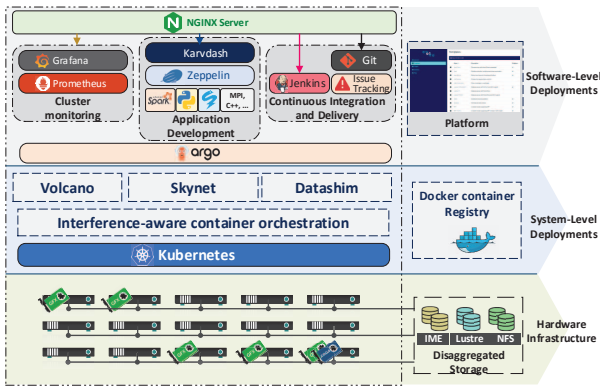 NGINX Server
Grafana
Prometheus
Cluster
monitoring
Karvdash
Zeppelin
Spark
MPI,
C++, ...
Application
Development
Git
Jenkins
Issue
Tracking
Continuous Integration
and Delivery
argo
Platform
Software-Level
Deployments
Volcano
Skynet
Datashim
Interference-aware container orchestration
Kubernetes
Docker container
Registry
System-Level
Deployments
IME
Lustre
NFS
Disaggregated
Storage
Hardware
Infrastructure